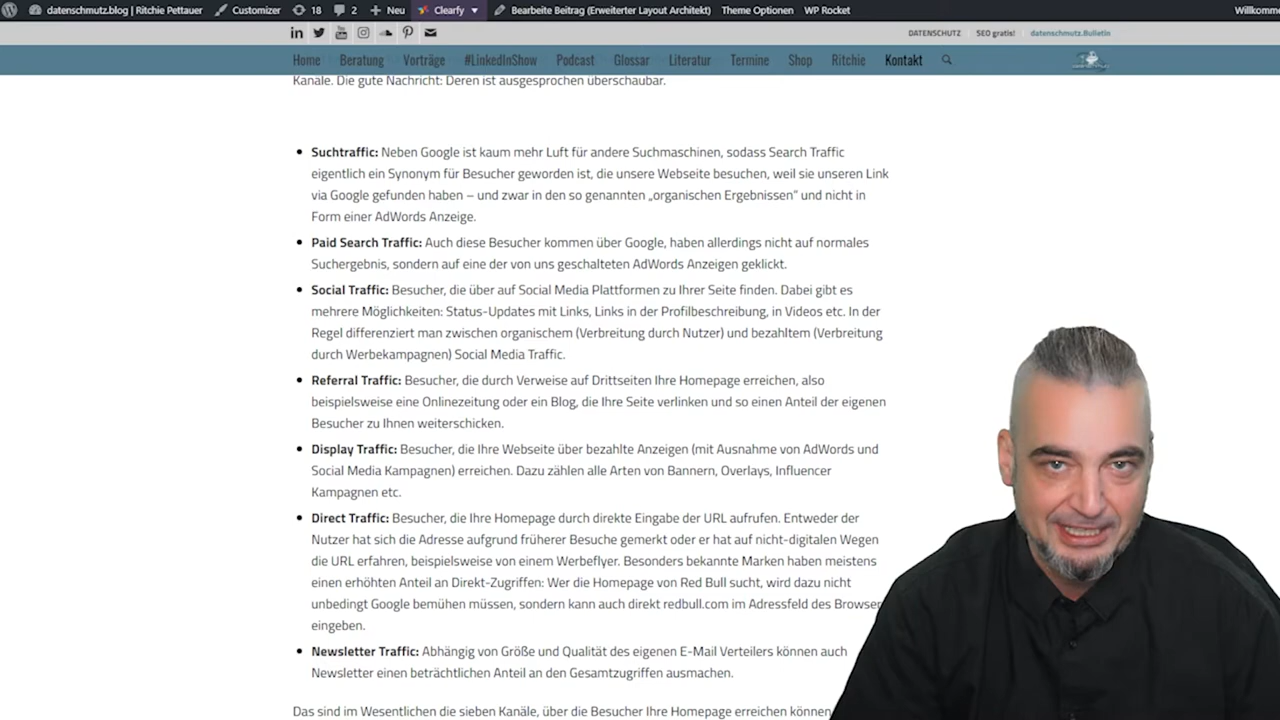 datenschmutz.blog | Ritchie Pettauer Customizer 18 2 Neu Clearfy Bearbeite Beitrag (Erweiterter Layout Architekt) Theme Optionen WP Rocket Willkomme
DATENSCHUTZ SEO gratis! datenschmutz.Bulletin
Home Beratung Vorträge #LinkedInShow Podcast Glossar Literatur Termine Shop Ritchie Kontakt
Kanäle. Die gute Nachricht: Deren ist ausgesprochen überschaubar.
Suchtraffic: Neben Google ist kaum mehr Luft für andere Suchmaschinen, sodass Search Traffic
eigentlich ein Synonym für Besucher geworden ist, die unsere Webseite besuchen, weil sie unseren Link
via Google gefunden haben – und zwar in den so genannten „organischen Ergebnissen“ und nicht in
Form einer AdWords Anzeige.
Paid Search Traffic: Auch diese Besucher kommen über Google, haben allerdings nicht auf normales
Suchergebnis, sondern auf eine der von uns geschalteten AdWords Anzeigen geklickt.
Social Traffic: Besucher, die über auf Social Media Plattformen zu Ihrer Seite finden. Dabei gibt es
mehrere Möglichkeiten: Status-Updates mit Links, Links in der Profilbeschreibung, in Videos etc. In der
Regel differenziert man zwischen organischem (Verbreitung durch Nutzer) und bezahltem (Verbreitung
durch Werbekampagnen) Social Media Traffic.
Referral Traffic: Besucher, die durch Verweise auf Drittseiten Ihre Homepage erreichen, also
beispielsweise eine Onlinezeitung oder ein Blog, die Ihre Seite verlinken und so einen Anteil der eigenen
Besucher zu Ihnen weiterschicken.
Display Traffic: Besucher, die Ihre Webseite über bezahlte Anzeigen (mit Ausnahme von AdWords und
Social Media Kampagnen) erreichen. Dazu zählen alle Arten von Bannern, Overlays, Influencer
Kampagnen etc.
Direct Traffic: Besucher, die Ihre Homepage durch direkte Eingabe der URL aufrufen. Entweder der
Nutzer hat sich die Adresse aufgrund früherer Besuche gemerkt oder er hat auf nicht-digitalen Wegen
die URL erfahren, beispielsweise von einem Werbeflyer. Besonders bekannte Marken haben meistens
einen erhöhten Anteil an Direkt-Zugriffen: Wer die Homepage von Red Bull sucht, wird dazu nicht
unbedingt Google bemühen müssen, sondern kann auch direkt redbull.com im Adressfeld des Browser
eingeben.
Newsletter Traffic: Abhängig von Größe und Qualität des eigenen E-Mail Verteilers können auch
Newsletter einen beträchtlichen Anteil an den Gesamtzugriffen ausmachen.
Das sind im Wesentlichen die sieben Kanäle, über die Besucher Ihre Homepage erreichen können